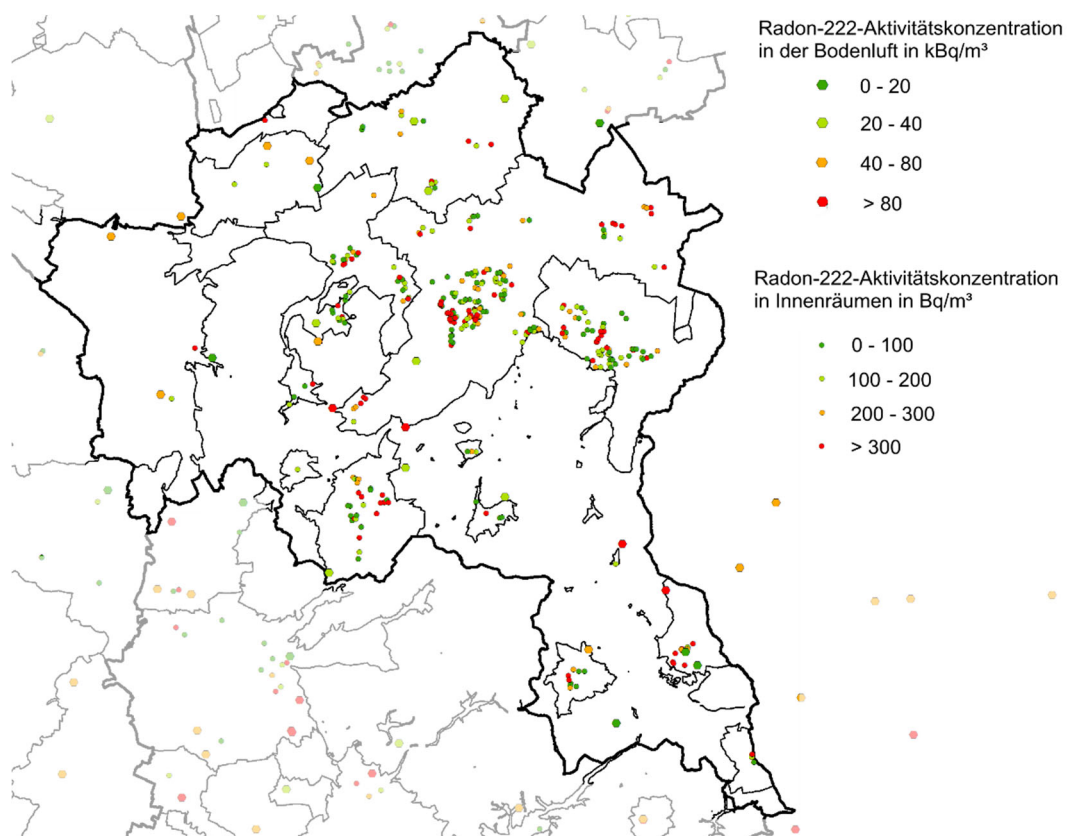 Radon-222-Aktivitätskonzentration
in der Bodenluft in kBq/m³
0 - 20
20 - 40
40 - 80
> 80
Radon-222-Aktivitätskonzentration
in Innenräumen in Bq/m³
0 - 100
100 - 200
200 - 300
> 300